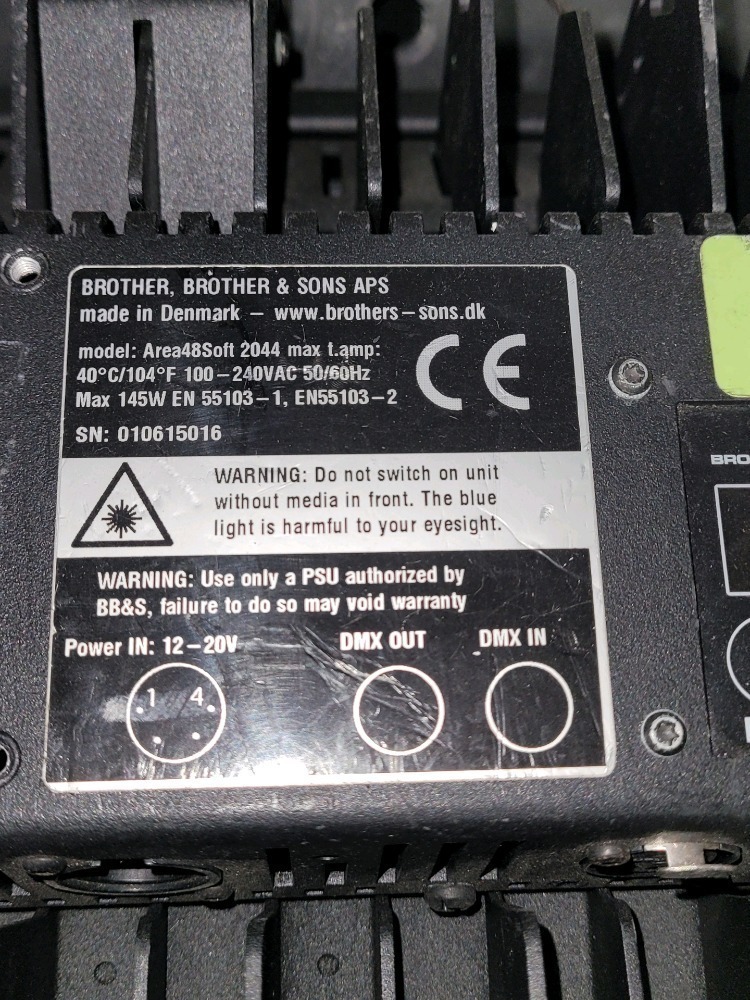 BROTHER, BROTHER & SONS APS
made in Denmark – www.brothers–sons.dk
model: Area48Soft 2044 max t.amp:
40°C/104°F 100–240VAC 50/60Hz
Max 145W EN 55103–1, EN55103–2
CE
SN: 010615016
WARNING: Do not switch on unit
without media in front. The blue
light is harmful to your eyesight.
WARNING: Use only a PSU authorized by
BB&S, failure to do so may void warranty
Power IN: 12–20V DMX OUT DMX IN
1 4
BRO